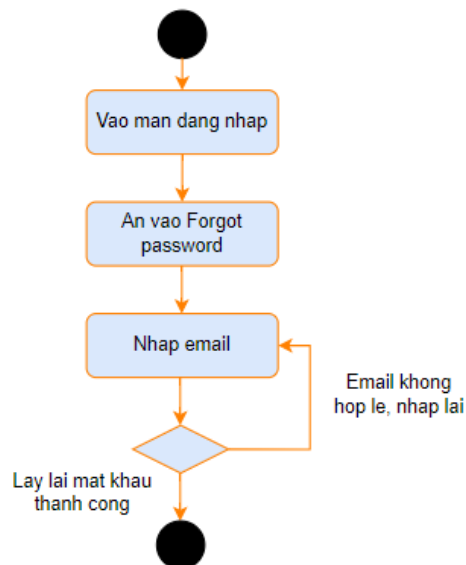 Vao man dang nhap
An vao Forgot
password
Nhap email
Email khong
hop le, nhap lai
Lay lai mat khau
thanh cong